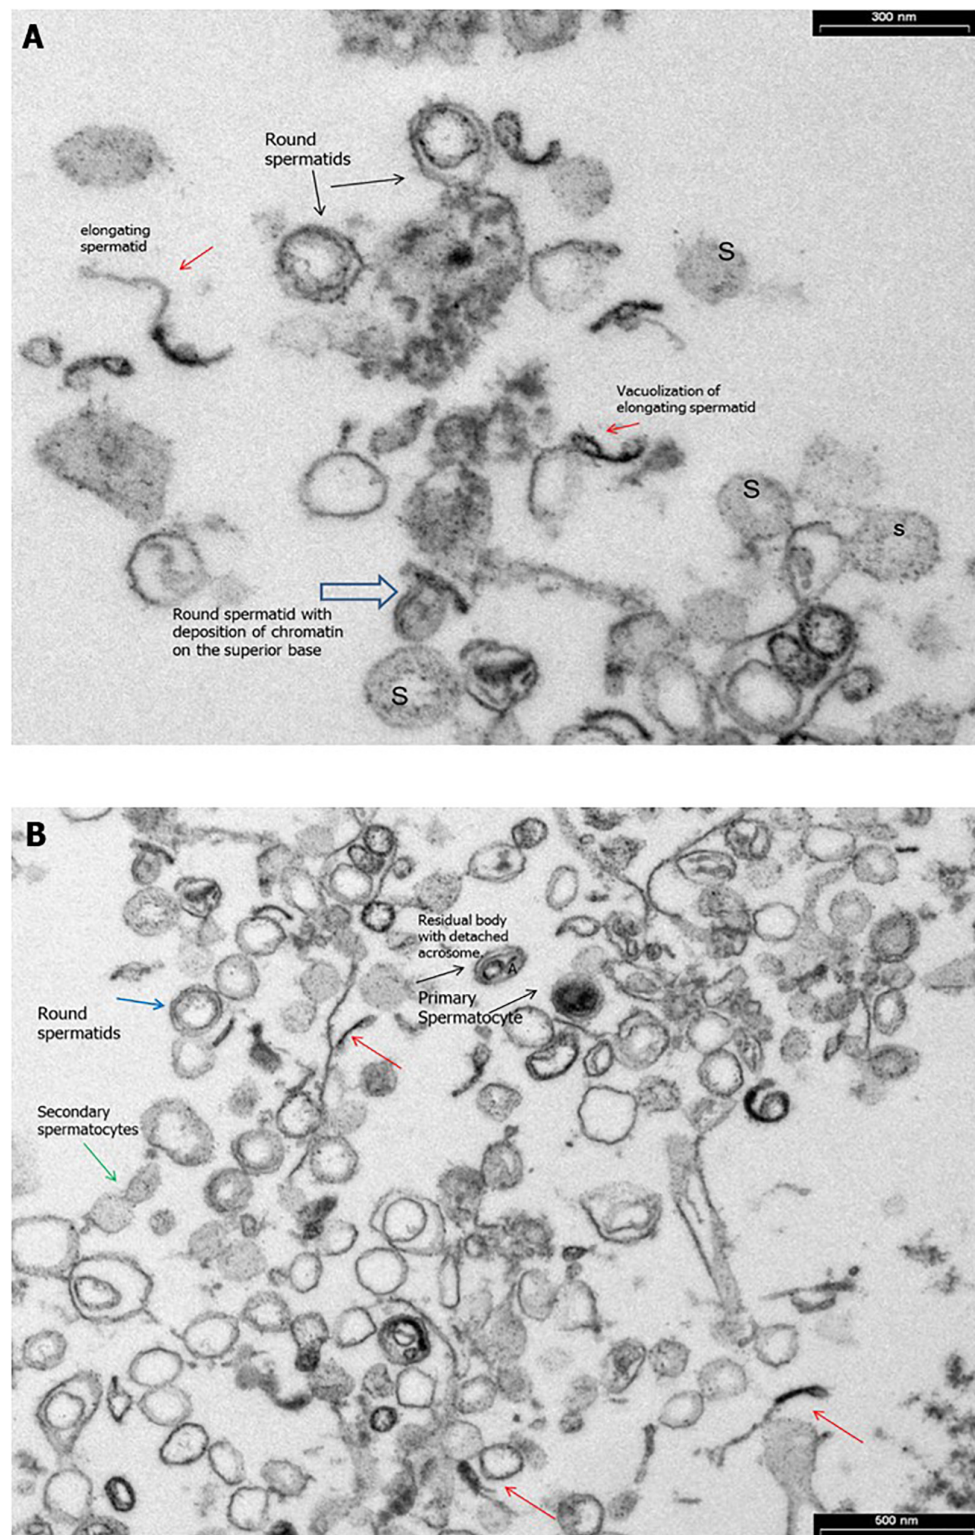 A
300 nm
Round
spermatids
elongating
spermatid
S
Vacuolization of
elongating spermatid
S
s
Round spermatid with
deposition of chromatin
on the superior base
S
B
Residual body
with detached
acrosome.
A
Primary
Spermatocyte
Round
spermatids
Secondary
spermatocytes
500 nm